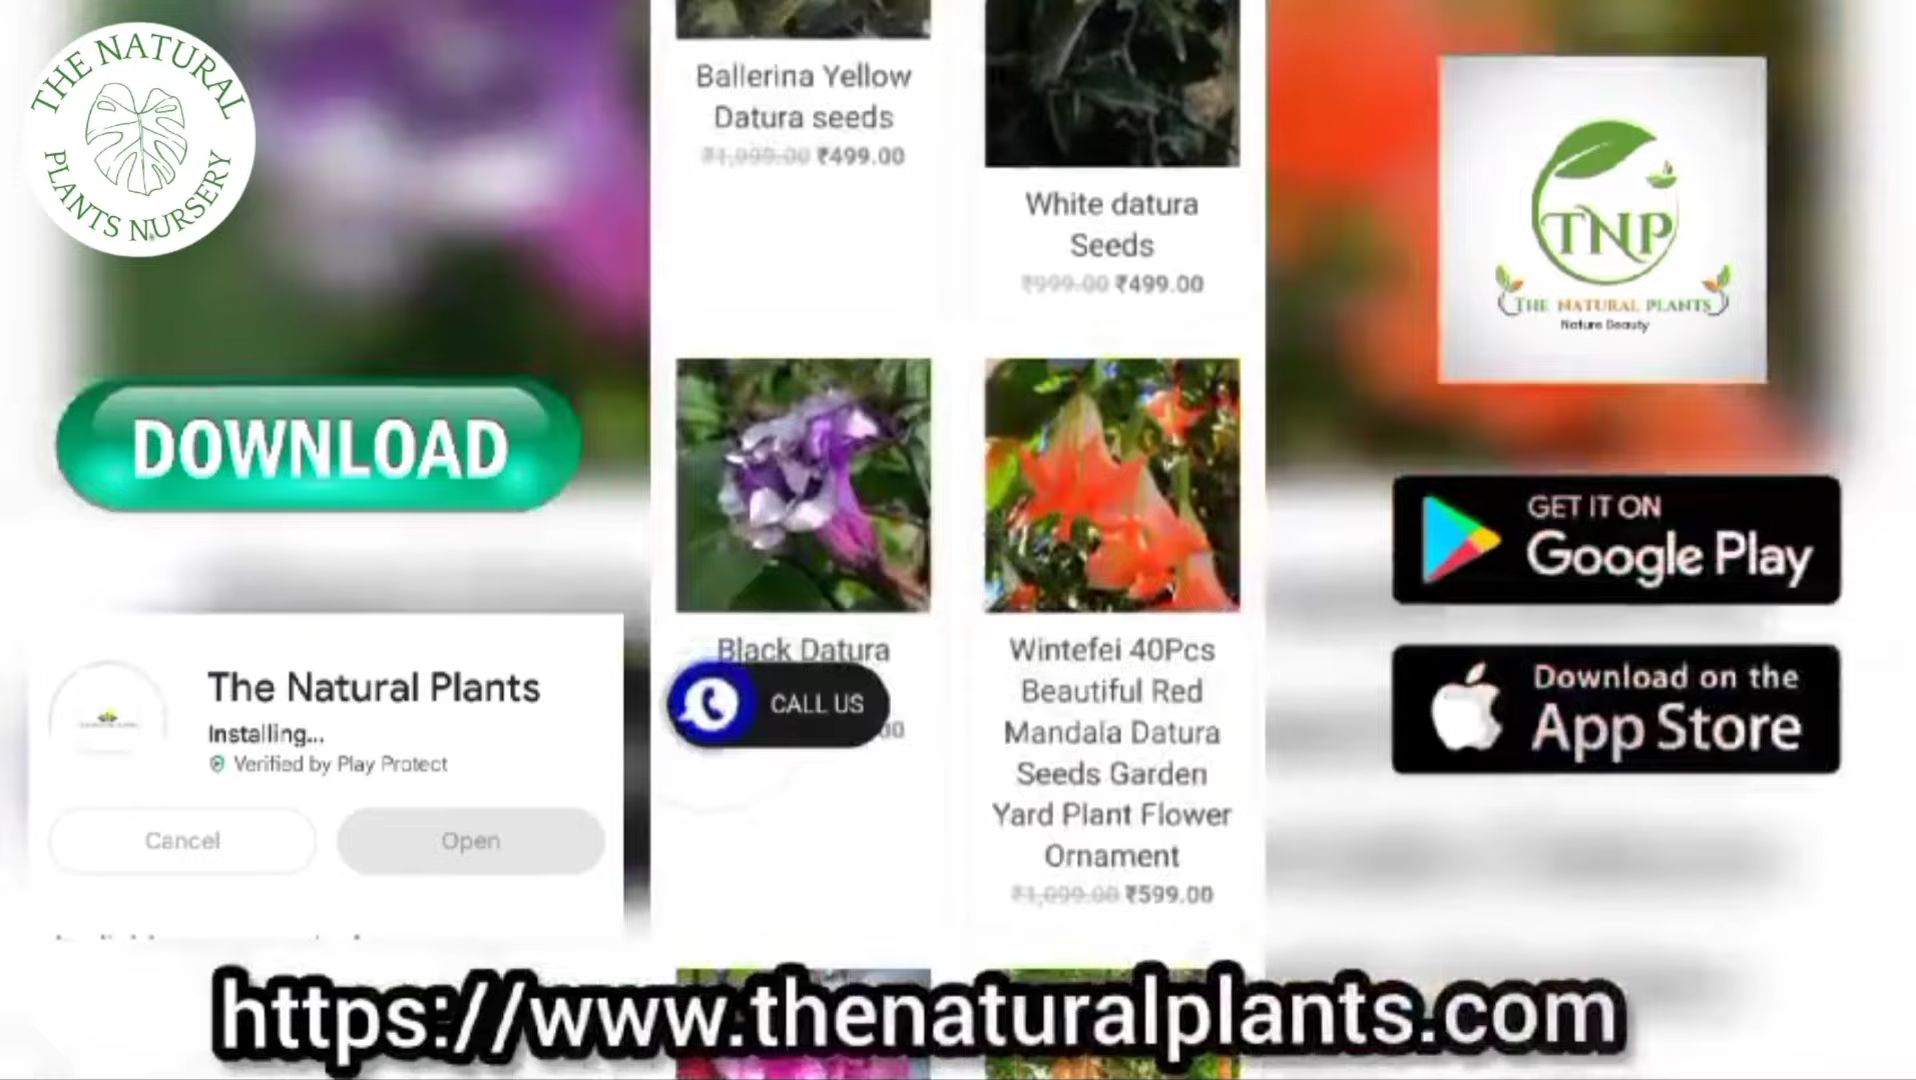 THE NATURAL
PLANTS NURSERY
DOWNLOAD
The Natural Plants
Installing...
Verified by Play Protect
Cancel
Open
Ballerina Yellow
Datura seeds
₹1,099.00 ₹499.00
White datura
Seeds
₹999.00 ₹499.00
Black Datura
CALL US
00
Wintefei 40Pcs
Beautiful Red
Mandala Datura
Seeds Garden
Yard Plant Flower
Ornament
₹1,099.00 ₹599.00
TNP
THE NATURAL PLANTS
Nature Beauty
GET IT ON
Google Play
Download on the
App Store
https://www.thenaturalplants.com